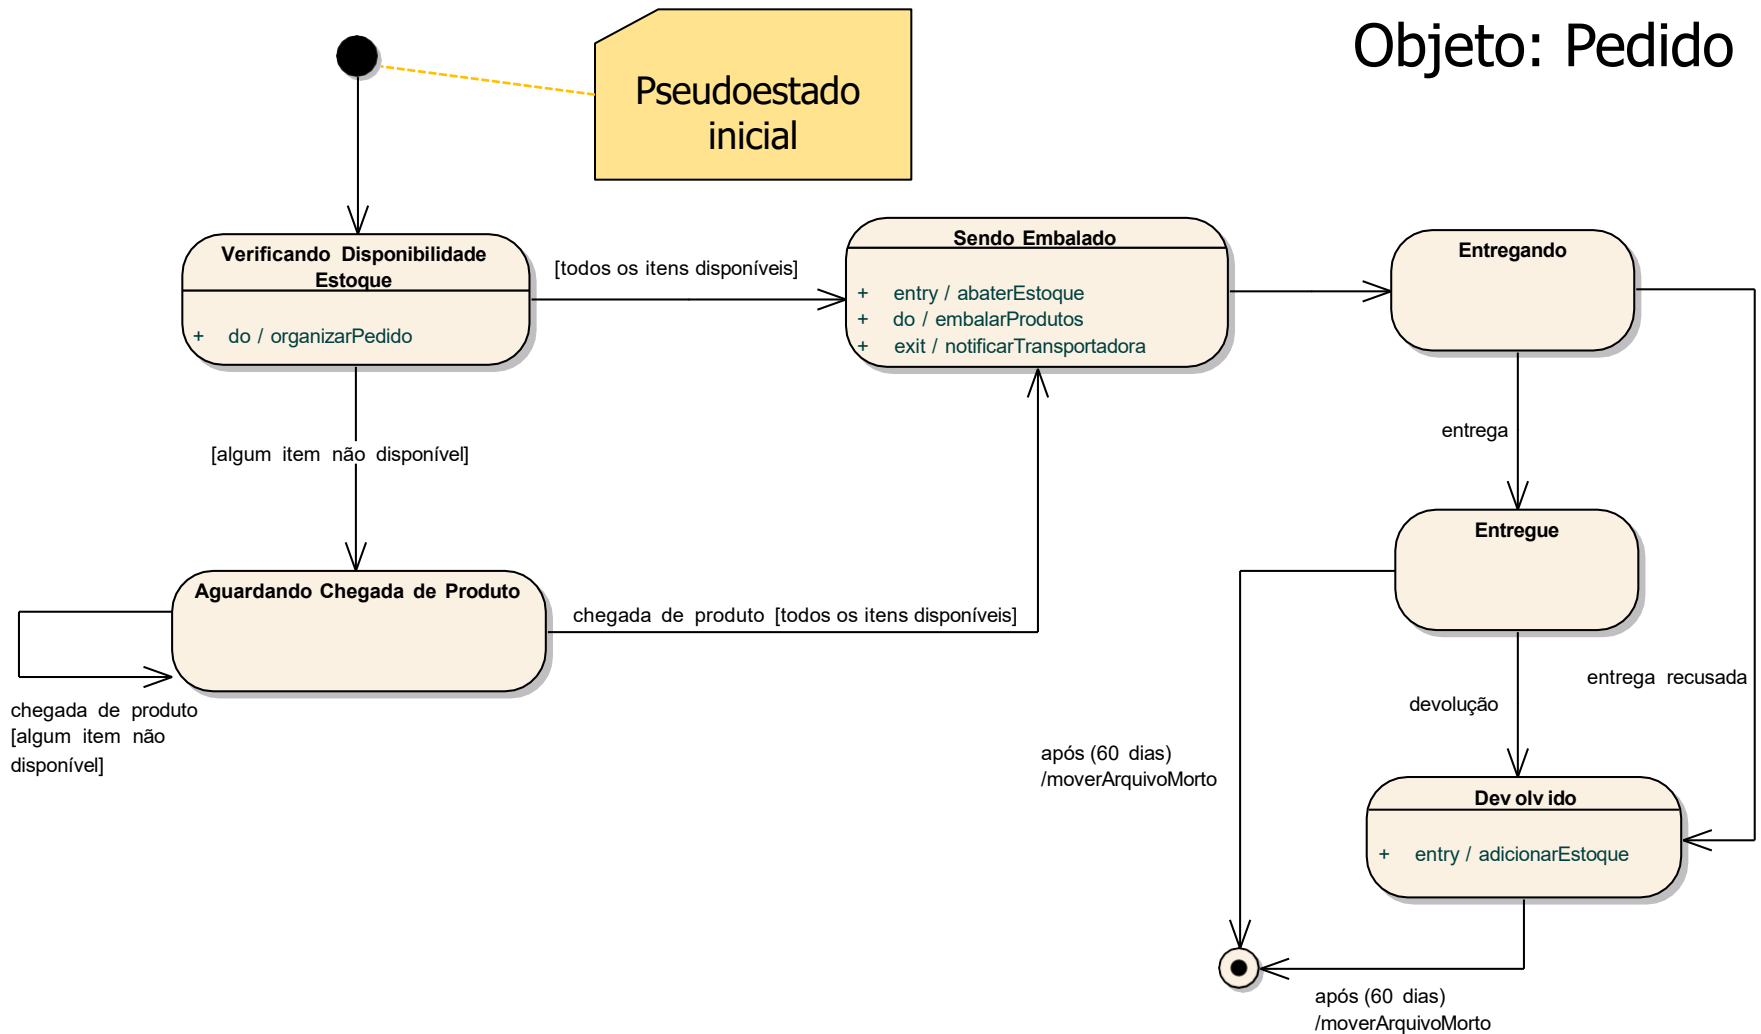 Objeto: Pedido
Pseudoestado
inicial
Verificando Disponibilidade
Estoque
+ do / organizarPedido
[todos os itens disponíveis]
Sendo Embalado
+ entry / abaterEstoque
+ do / embalarProdutos
+ exit / notificarTransportadora
Entregando
[algum item não disponível]
entrega
Entregue
Aguardando Chegada de Produto
chegada de produto [todos os itens disponíveis]
chegada de produto
[algum item não
disponível]
entrega recusada
devolução
após (60 dias)
/moverArquivoMorto
Devolvido
+ entry / adicionarEstoque
após (60 dias)
/moverArquivoMorto